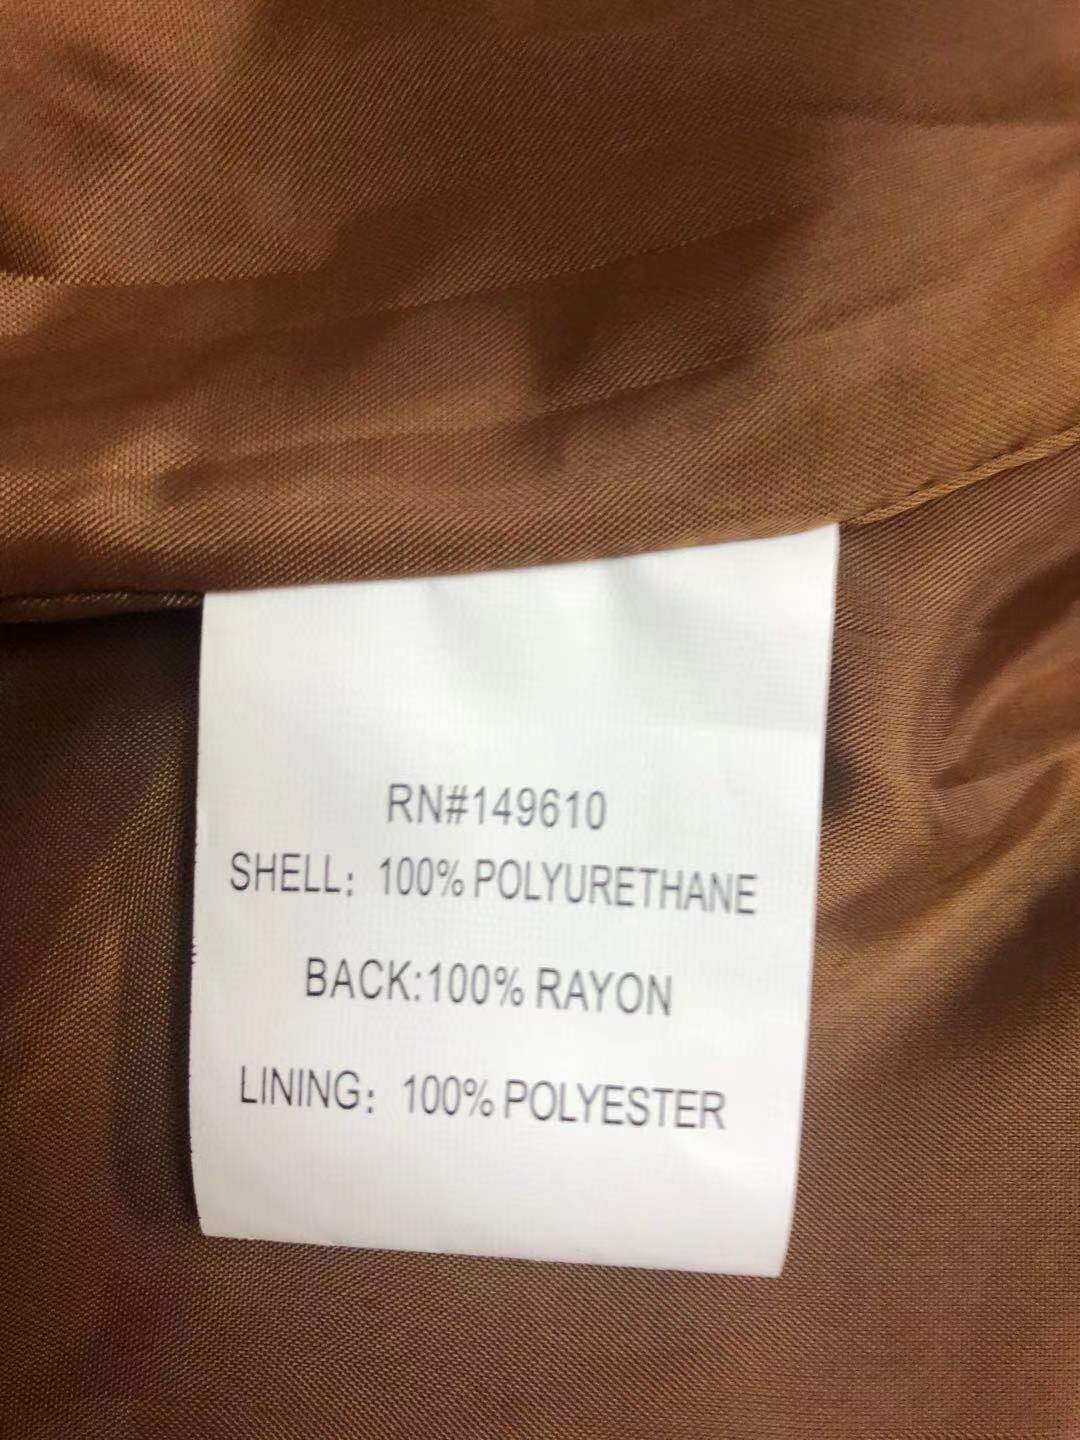 RN#149610
SHELL： 100% POLYURETHANE
BACK:100% RAYON
LINING： 100% POLYESTER